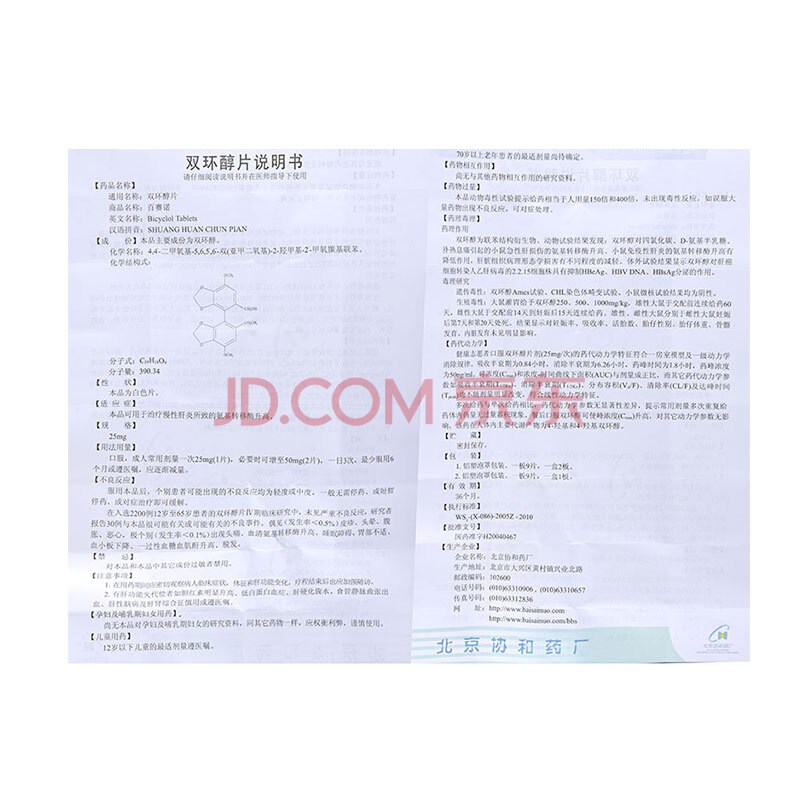 双环醇片说明书
请仔细阅读说明书并在医师指导下使用
【药品名称】
通用名称：双环醇片
商品名称：百赛诺
英文名称：Bicyclol Tablets
汉语拼音：SHUANG HUAN CHUN PIAN
【成 份】本品主要成份为双环醇。
化学名称：4,4-二甲氧基-5,6,5,6-双(亚甲二氧基)-2-羟甲基-2'-甲氧羰基联苯。
化学结构式：
分子式：C₁₉H₁₈O₉
分子量：390.34
【性 状】
本品为白色片。
【适 应 症】
本品可用于治疗慢性肝炎所致的氨基转移酶升高。
【规 格】
25mg
【用法用量】
口服，成人常用剂量一次25mg(1片)，必要时可增至50mg(2片)，一日3次，最少服用6
个月或遵医嘱，应逐渐减量。
【不良反应】
服用本品后，个别患者可能出现的不良反应均为轻度或中度，一般无需停药，或短暂
停药、或对症治疗即可缓解。
在入选2200例12岁至65岁患者的双环醇片IV期临床研究中，未见严重不良反应。研究者
报告30例与本品很可能有关或可能有关的不良事件，偶见(发生率<0.5%)皮疹、头晕、腹
胀、恶心，极个别(发生率<0.1%)出现头痛、血清氨基转移酶升高、睡眠障碍、胃部不适、
血小板下降、一过性血糖血肌酐升高、脱发。
【禁 忌】
对本品和本品中其它成份过敏者禁用。
【注意事项】
1. 在用药期间应密切观察病人临床症状、体征和肝功能变化，疗程结束后也应加强随访。
2. 有肝功能失代偿者如胆红素明显升高、低白蛋白血症、肝硬化腹水、食管静脉曲张出
血、肝性脑病及肝肾综合征慎用或遵医嘱。
【孕妇及哺乳期妇女用药】
尚无本品对孕妇及哺乳期妇女的研究资料，同其它药物一样，应权衡利弊，谨慎使用。
【儿童用药】
12岁以下儿童的最适剂量遵医嘱。
70岁以上老年患者的最适剂量尚待确定。
【药物相互作用】
尚无与其他药物相互作用的研究资料。
【药物过量】
本品动物毒性试验提示给药相当于人用量150倍和400倍，未出现毒性反应，如误服大
量药物出现不良反应，可对症处理。
【药理毒理】
药理作用
双环醇为联苯结构衍生物。动物试验结果发现：双环醇对四氯化碳、D-氨基半乳糖、
扑热息痛引起的小鼠急性肝损伤的氨基转移酶升高、小鼠免疫性肝炎的氨基转移酶升高有
降低作用，肝脏组织病理形态学损害有不同程度的减轻。体外试验结果显示双环醇对肝癌
细胞转染人乙肝病毒的2.2.15细胞株具有抑制HBeAg、HBV DNA、HBsAg分泌的作用。
毒理研究
遗传毒性：双环醇Ames试验、CHL染色体畸变试验、小鼠微核试验结果均为阴性。
生殖毒性：大鼠灌胃给予双环醇250、500、1000mg/kg，雄性大鼠于交配前连续给药60
天，雌性大鼠于交配前14天到妊娠后15天连续给药。
后第7天和第20天处死，结果显示对妊娠率、吸收率、活胎数、胎仔性别、胎仔体重、骨骼
发育、内脏发育未见明显影响。
【药代动力学】
健康志愿者口服双环醇片剂(25mg/次)的药代动力学特征符合一房室模型及一级动力学
消除规律。吸收半衰期为0.84小时，消除半衰期为6.26小时，药峰时间为1.8小时，药峰浓度
为50ng/ml。峰浓度(Cmax)和浓度-时间曲线下面积(AUC)与剂量成正比，而其它药代动力学参
数如吸收半衰期 消除半衰期 分布容积(V/F)、清除率(CL/F)及达峰时间
(Tmax)等不随剂量明显改变，
多次给药与单次给药相比，药代动力学参数无显著性差异，提示常用剂量多次重复给
药体内药量无过量蓄积现象。餐后口服双环醇可使峰浓度(Cmax)升高，对其它动力学参数无影
响。药在人体内主要代谢产物为4-羟基和4-羟双环醇。
【贮 藏】
密封保存。
【包 装】
1. 铝塑泡罩包装，一板9片，一盒2板。
2. 铝塑泡罩包装，一板9片，一盒1板。
【有 效 期】
36个月。
【执行标准】
WS₁-(X-086)-2005Z - 2010
【批准文号】
国药准字H20040467
【生产企业】
企业名称：北京协和药厂
生产地址：北京市大兴区黄村镇兴业北路
邮政编码：102600
电话号码：(010)63310906，(010)63310657
传真号码：(010)63312836
网 址：http://www.baisainuo.com
http://www.baisainuo.com/bbs
北京协和药厂
北京协和药厂
JD.COM 京东